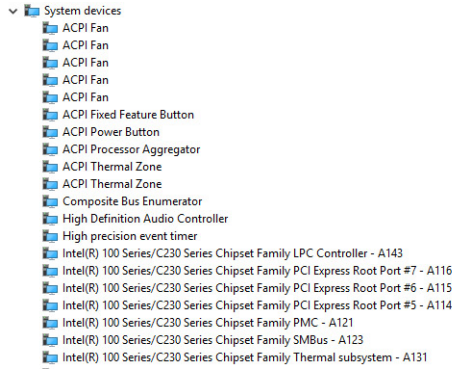 System devices
ACPI Fan
ACPI Fan
ACPI Fan
ACPI Fan
ACPI Fan
ACPI Fixed Feature Button
ACPI Power Button
ACPI Processor Aggregator
ACPI Thermal Zone
ACPI Thermal Zone
Composite Bus Enumerator
High Definition Audio Controller
High precision event timer
Intel(R) 100 Series/C230 Series Chipset Family LPC Controller - A143
Intel(R) 100 Series/C230 Series Chipset Family PCI Express Root Port #7 - A116
Intel(R) 100 Series/C230 Series Chipset Family PCI Express Root Port #6 - A115
Intel(R) 100 Series/C230 Series Chipset Family PCI Express Root Port #5 - A114
Intel(R) 100 Series/C230 Series Chipset Family PMC - A121
Intel(R) 100 Series/C230 Series Chipset Family SMBus - A123
Intel(R) 100 Series/C230 Series Chipset Family Thermal subsystem - A131